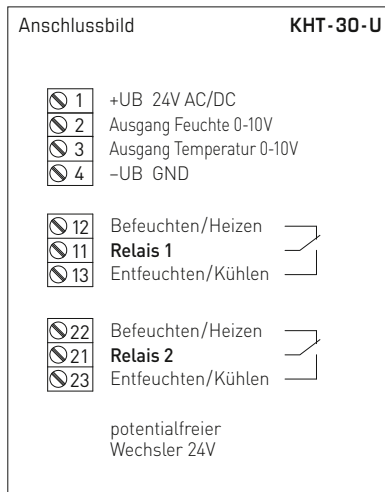 Anschlussbild KHT-30-U
1 +UB 24V AC/DC
2 Ausgang Feuchte 0-10V
3 Ausgang Temperatur 0-10V
4 –UB GND
12 Befeuchten/Heizen
11 Relais 1
13 Entfeuchten/Kühlen
22 Befeuchten/Heizen
21 Relais 2
23 Entfeuchten/Kühlen
potentialfreier
Wechsler 24V